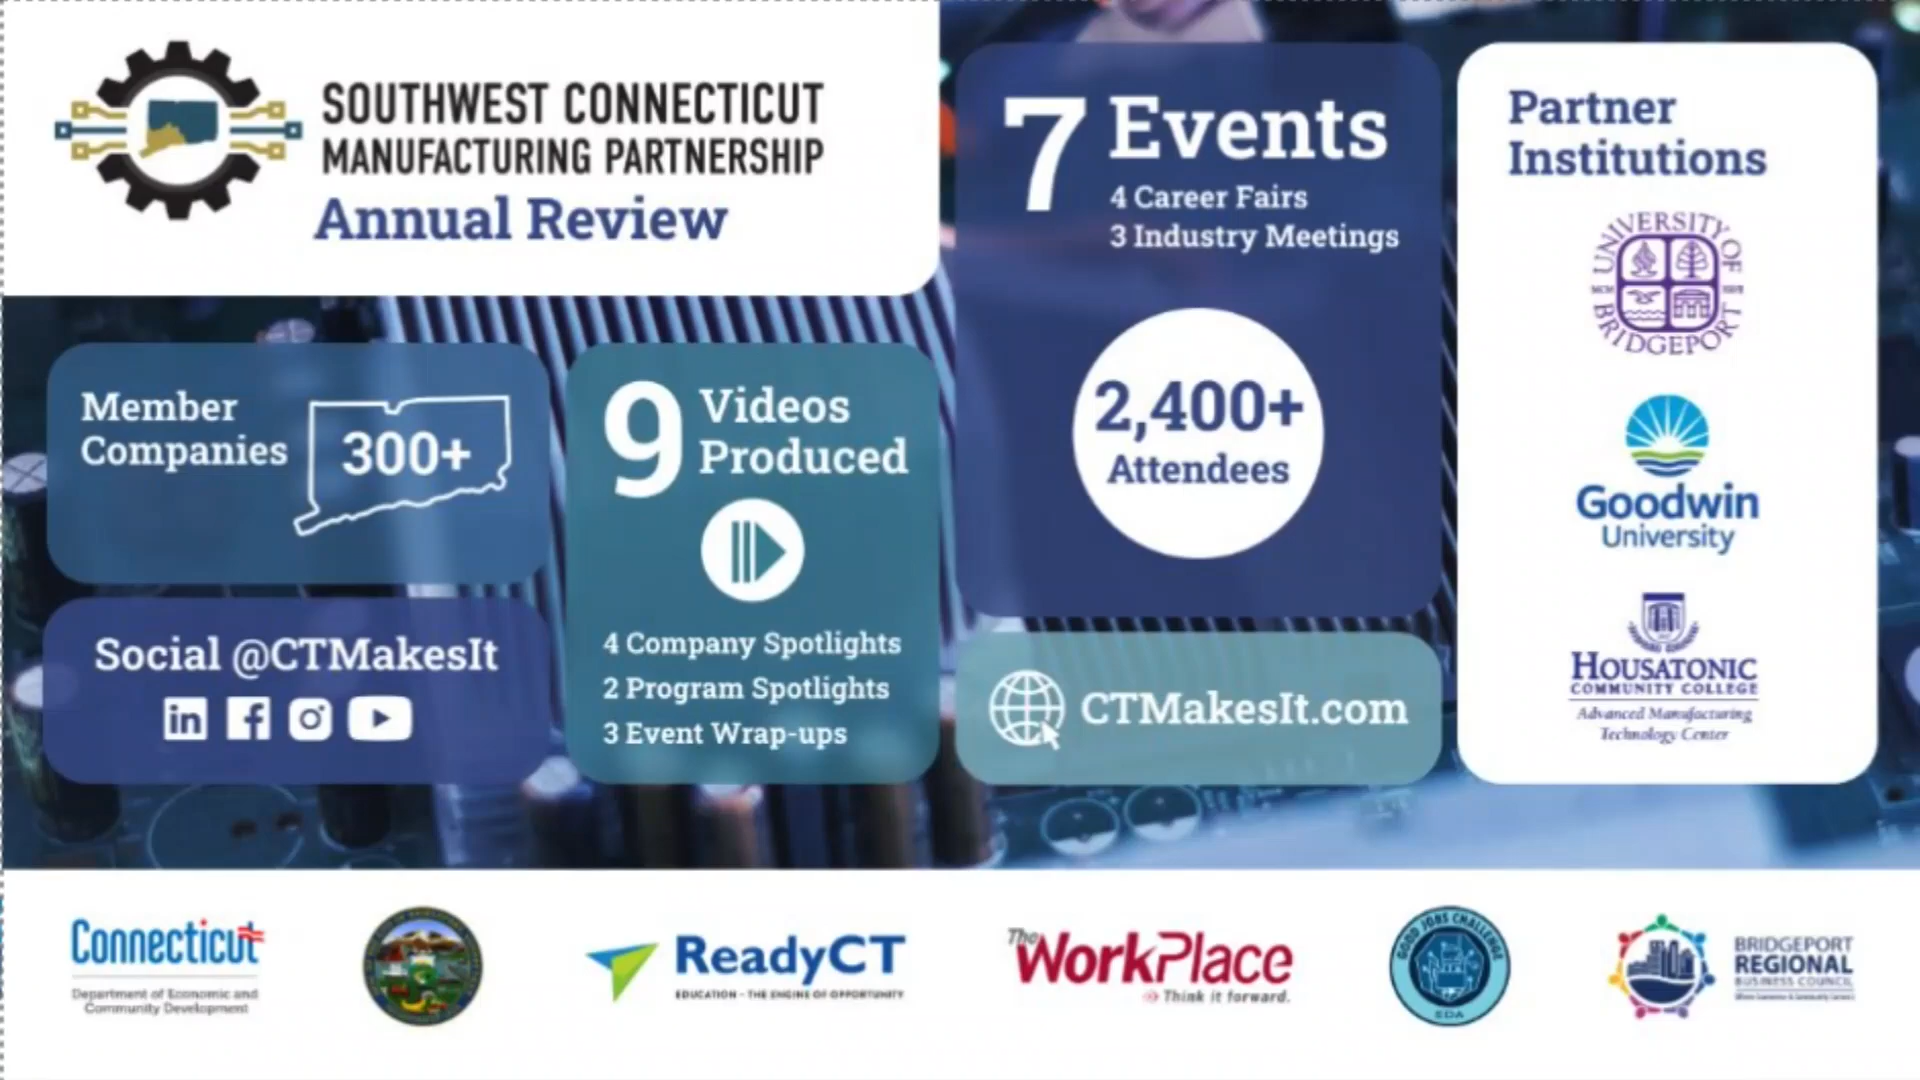 SOUTHWEST CONNECTICUT
MANUFACTURING PARTNERSHIP
Annual Review
Member
Companies
300+
Social @CTMakesIt
in
9
Videos
Produced
4 Company Spotlights
2 Program Spotlights
3 Event Wrap-ups
7
Events
4 Career Fairs
3 Industry Meetings
2,400+
Attendees
CTMakesIt.com
Partner
Institutions
UNIVERSITY OF
BRIDGEPORT
Goodwin
University
HOUSATONIC
COMMUNITY COLLEGE
Advanced Manufacturing
Technology Center
Connecticut
Department of Economic and
Community Development
ReadyCT
EDUCATION - THE ENGINE OF OPPORTUNITY
The WorkPlace
Think it forward.
GOOD JOBS CHALLENGE
EDA
BRIDGEPORT
REGIONAL
BUSINESS COUNCIL